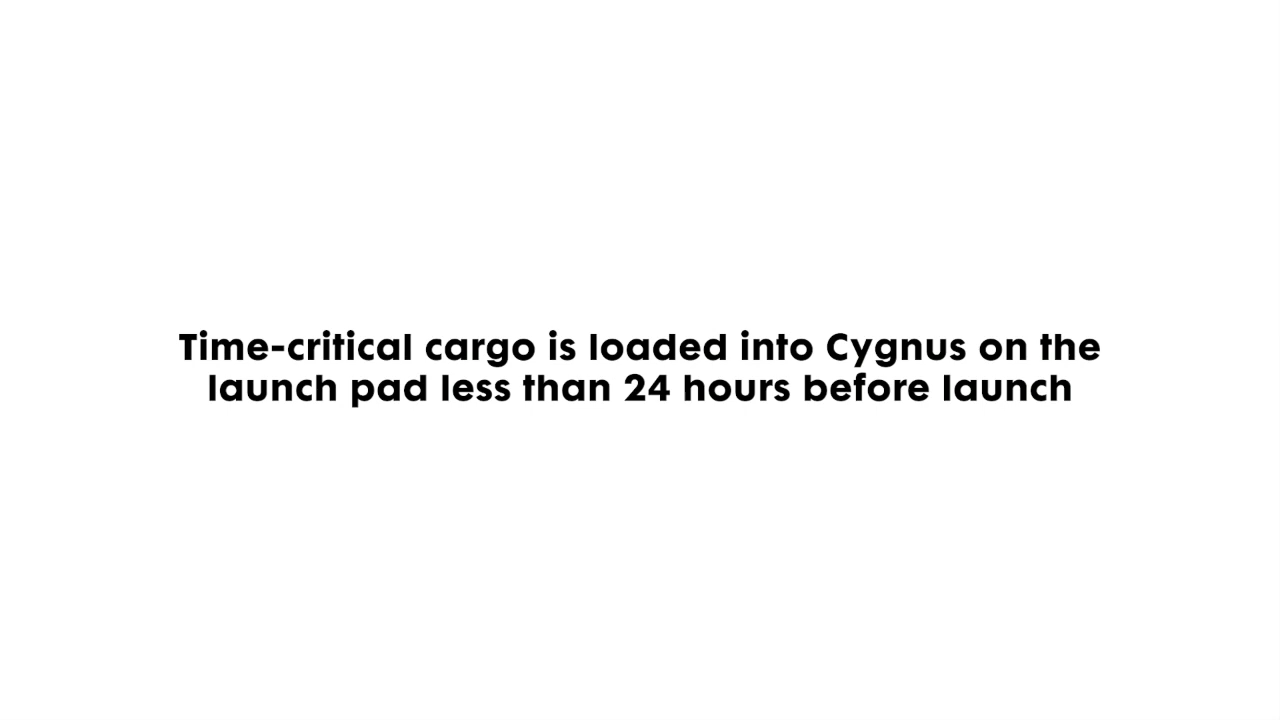 Time-critical cargo is loaded into Cygnus on the
launch pad less than 24 hours before launch